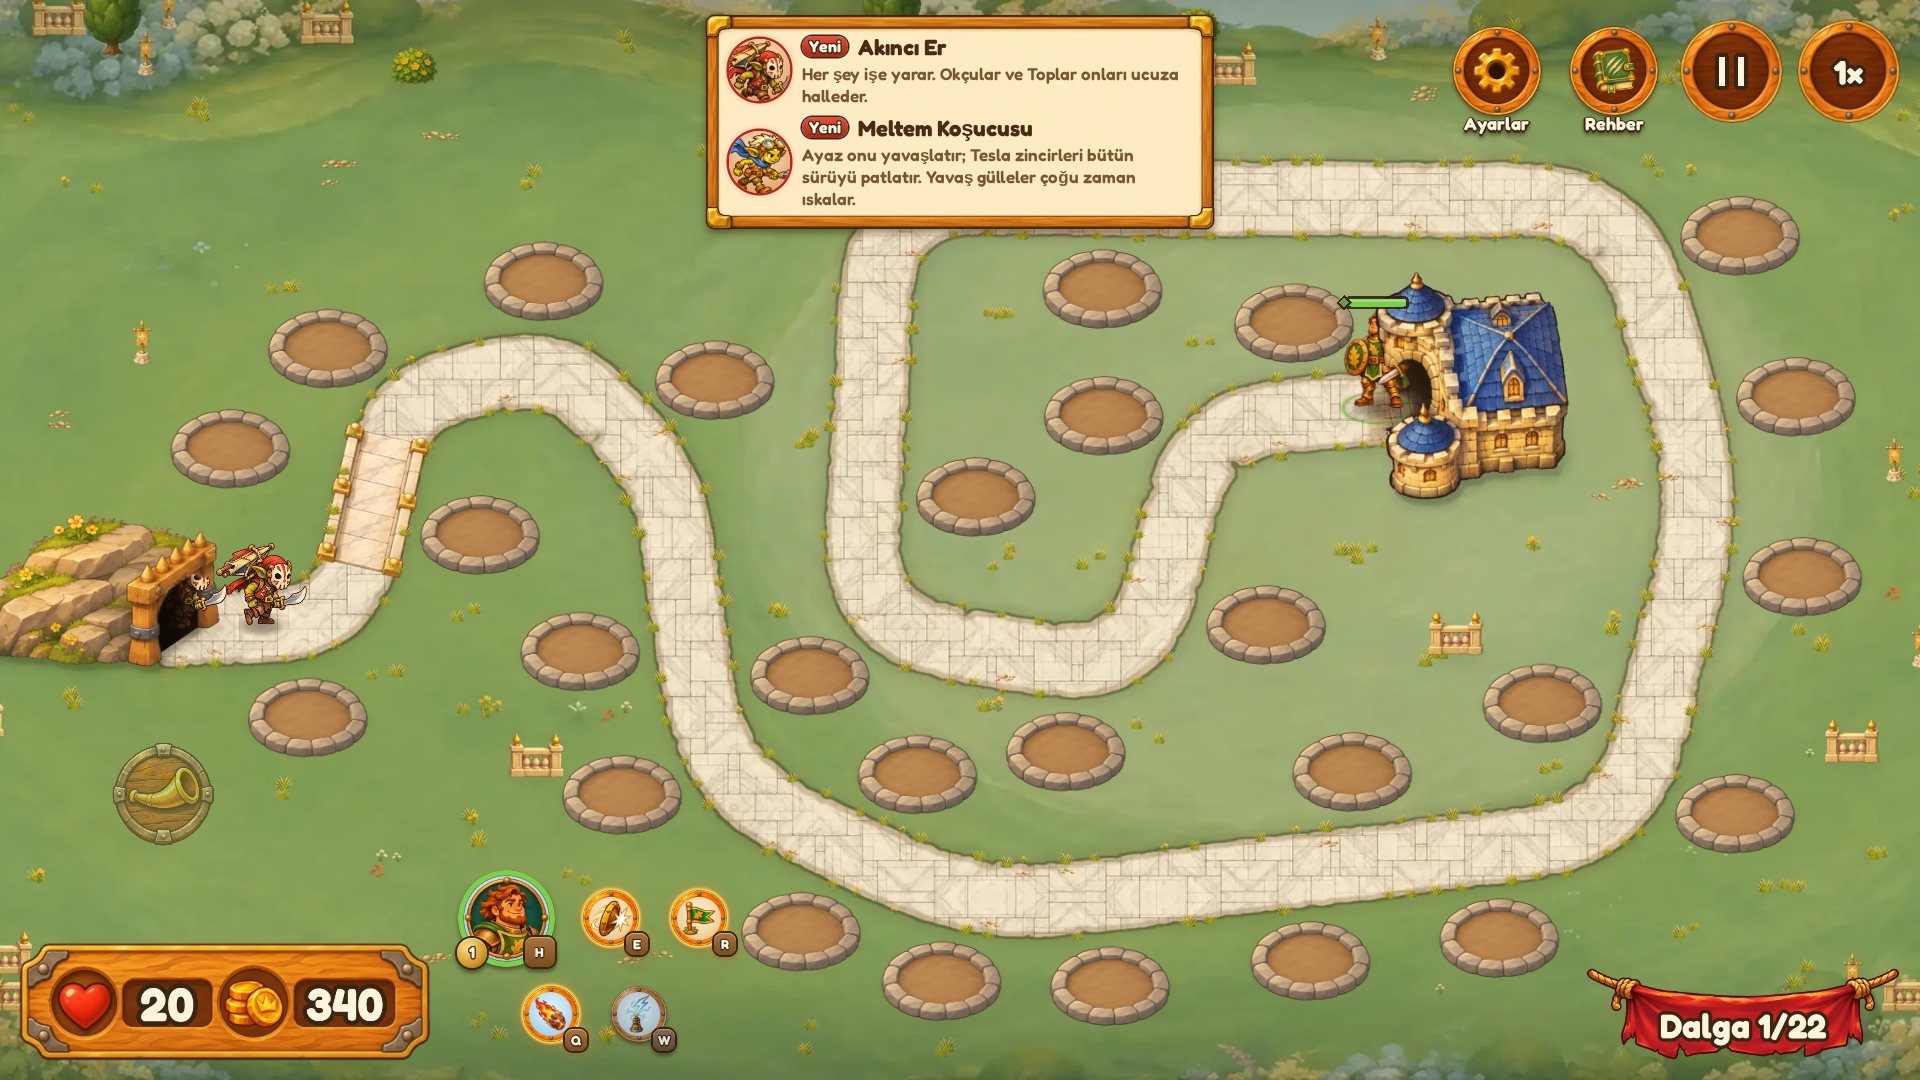 Yeni Akıncı Er
Her şey işe yarar. Okçular ve Toplar onları ucuza
halleder.
Yeni Meltem Koşucusu
Ayaz onu yavaşlatır; Tesla zincirleri bütün
sürüyü patlatır. Yavaş gülleler çoğu zaman
ıskalar.
1x
Ayarlar
Rehber
1
H
E
R
20
340
Q
W
Dalga 1/22